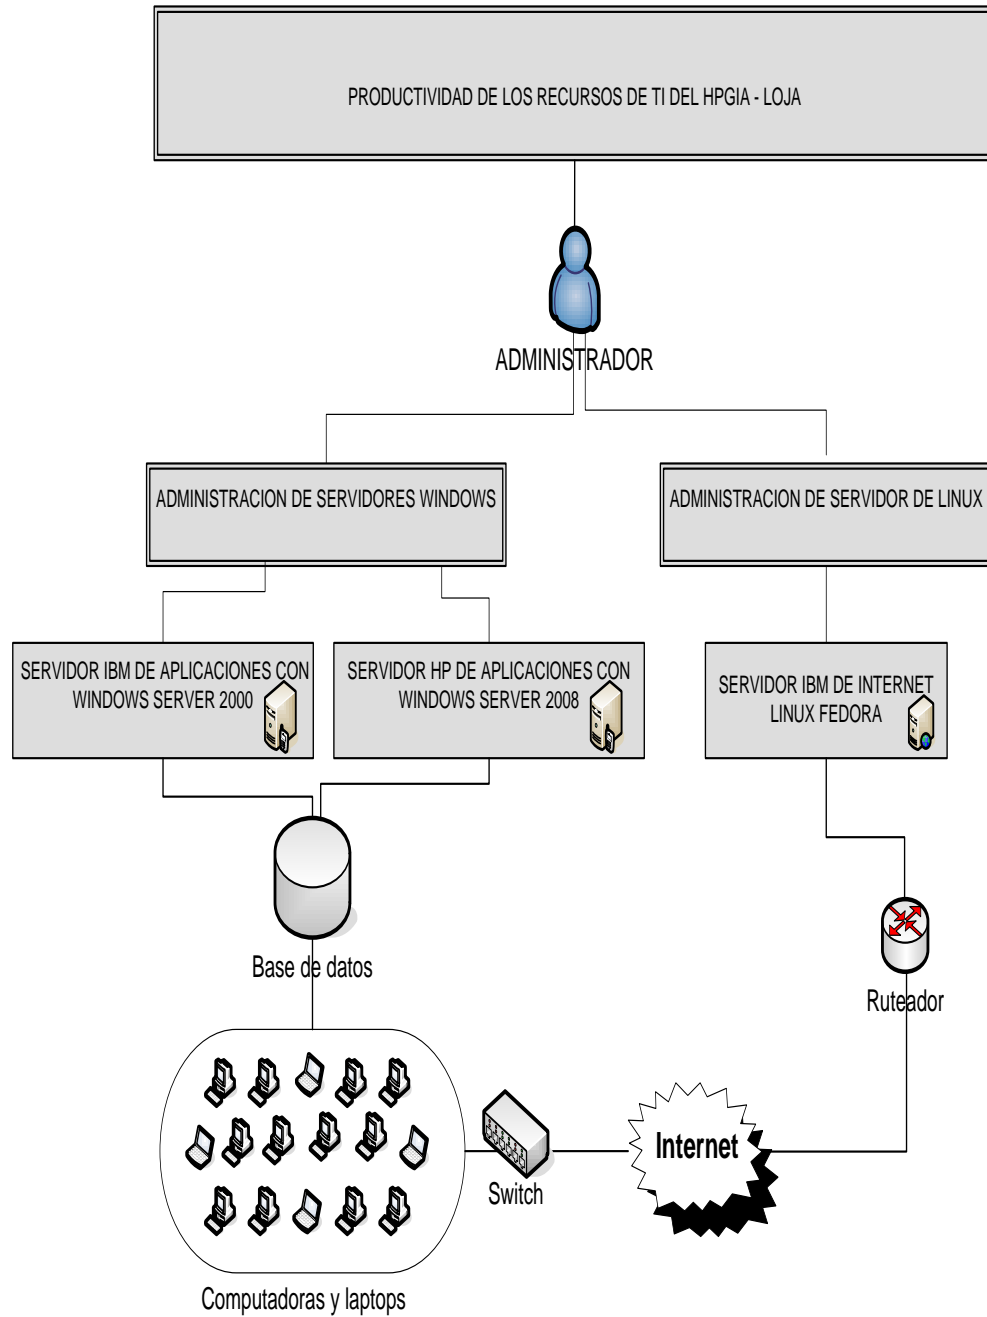 PRODUCTIVIDAD DE LOS RECURSOS DE TI DEL HPGIA - LOJA
ADMINISTRADOR
ADMINISTRACION DE SERVIDORES WINDOWS
ADMINISTRACION DE SERVIDOR DE LINUX
SERVIDOR IBM DE APLICACIONES CON
WINDOWS SERVER 2000
SERVIDOR HP DE APLICACIONES CON
WINDOWS SERVER 2008
SERVIDOR IBM DE INTERNET
LINUX FEDORA
Base de datos
Ruteador
Internet
Switch
Computadoras y laptops